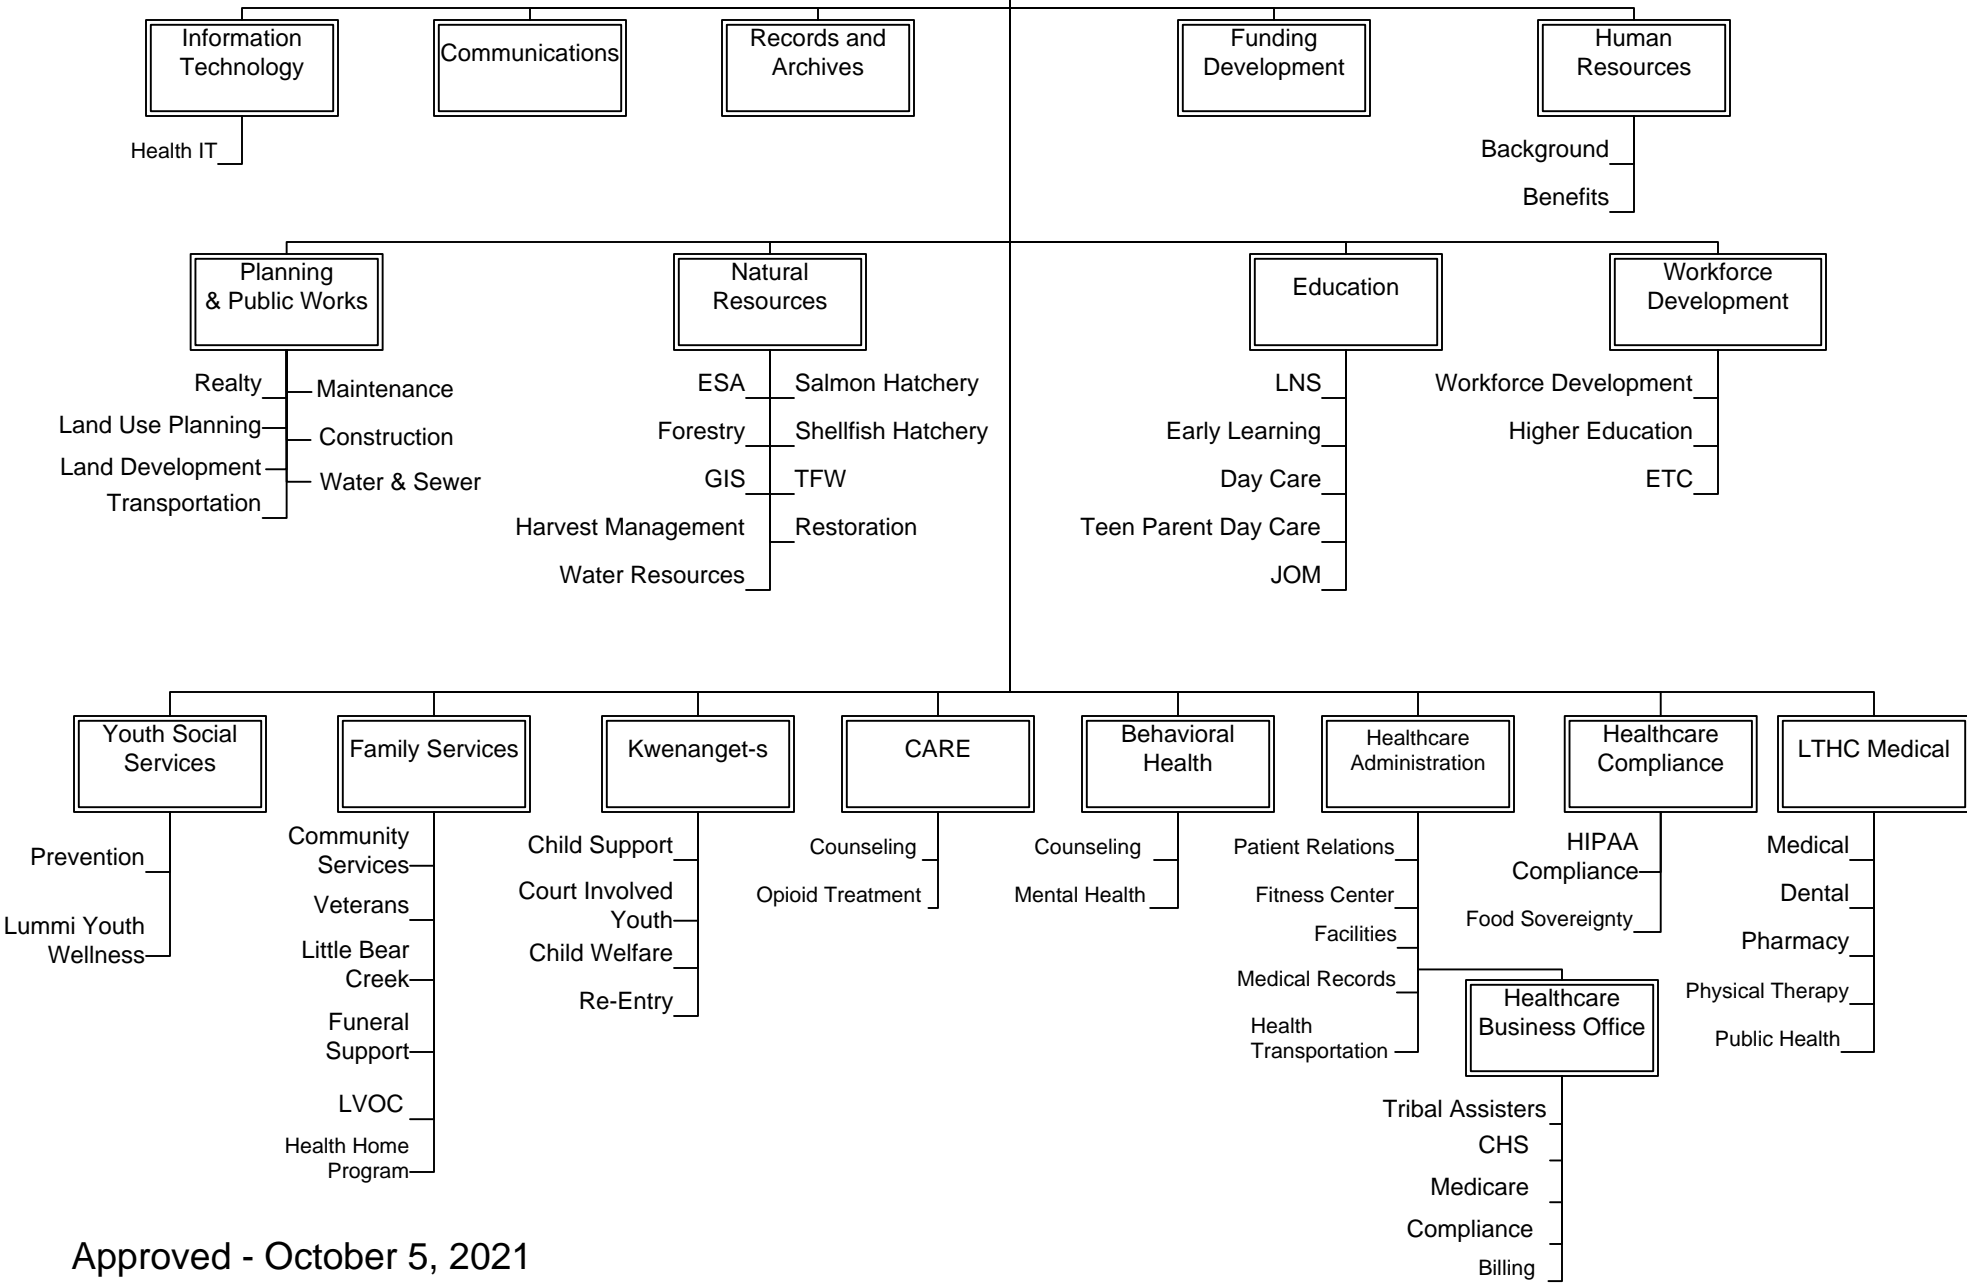 Information
Technology
Communications
Records and
Archives
Funding
Development
Human
Resources
Health IT
Background
Benefits
Planning
& Public Works
Natural
Resources
Education
Workforce
Development
Realty
Maintenance
Land Use Planning
Construction
Land Development
Water & Sewer
Transportation
ESA
Salmon Hatchery
Forestry
Shellfish Hatchery
GIS
TFW
Harvest Management
Restoration
Water Resources
LNS
Early Learning
Day Care
Teen Parent Day Care
JOM
Workforce Development
Higher Education
ETC
Youth Social
Services
Family Services
Kwenanget-s
CARE
Behavioral
Health
Healthcare
Administration
Healthcare
Compliance
LTHC Medical
Prevention
Lummi Youth
Wellness
Community
Services
Veterans
Little Bear
Creek
Funeral
Support
LVOC
Health Home
Program
Child Support
Court Involved
Youth
Child Welfare
Re-Entry
Counseling
Opioid Treatment
Counseling
Mental Health
Patient Relations
Fitness Center
Facilities
Medical Records
Health
Transportation
Healthcare
Business Office
Tribal Assisters
CHS
Medicare
Compliance
Billing
HIPAA
Compliance
Food Sovereignty
Medical
Dental
Pharmacy
Physical Therapy
Public Health
Approved - October 5, 2021